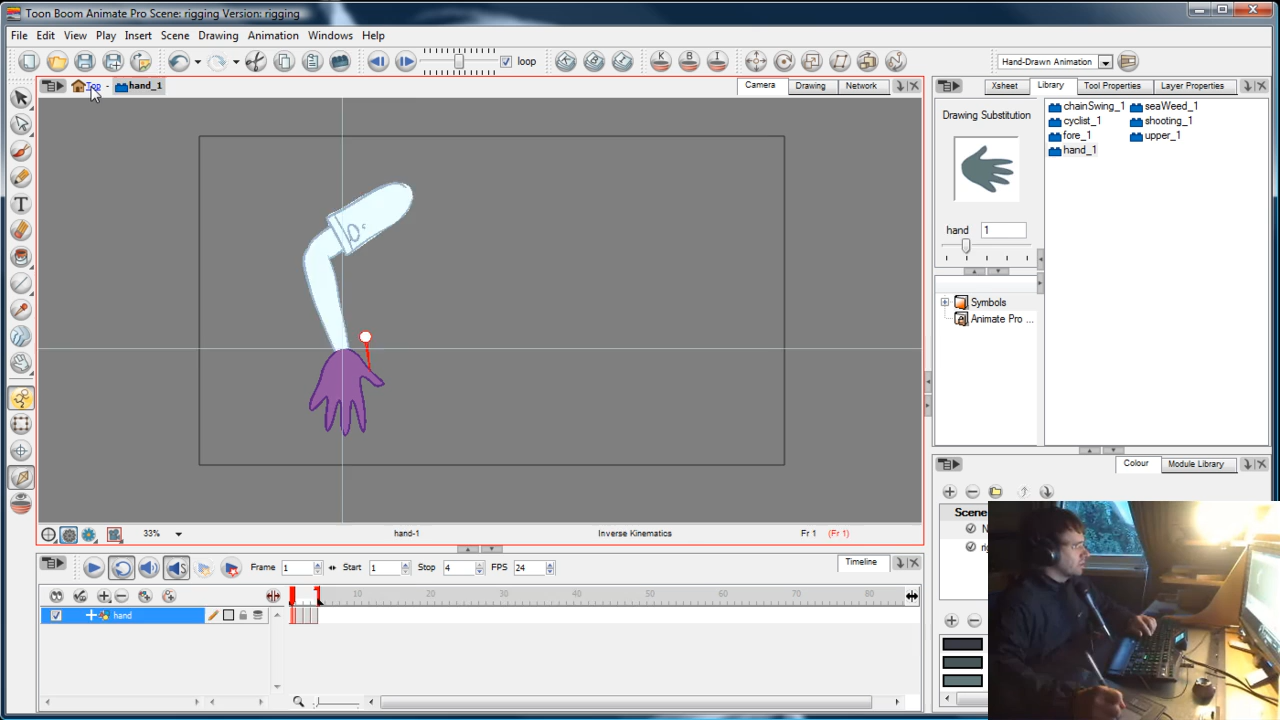 Toon Boom Animate Pro Scene: rigging Version: rigging
File Edit View Play Insert Scene Drawing Animation Windows Help
loop
K B I
Hand-Drawn Animation
Top - hand_1
Camera Drawing Network
Xsheet Library Tool Properties Layer Properties
Drawing Substitution
chainSwing_1 seaWeed_1
cyclist_1 shooting_1
fore_1 upper_1
hand_1
hand 1
Symbols
Animate Pro ...
T
33% hand-1 Inverse Kinematics Fr 1 (Fr 1)
Colour Module Library
Scene
Timeline
Frame 1 Start 1 Stop 4 FPS 24
10 20 30 40 50 60 70 80
hand